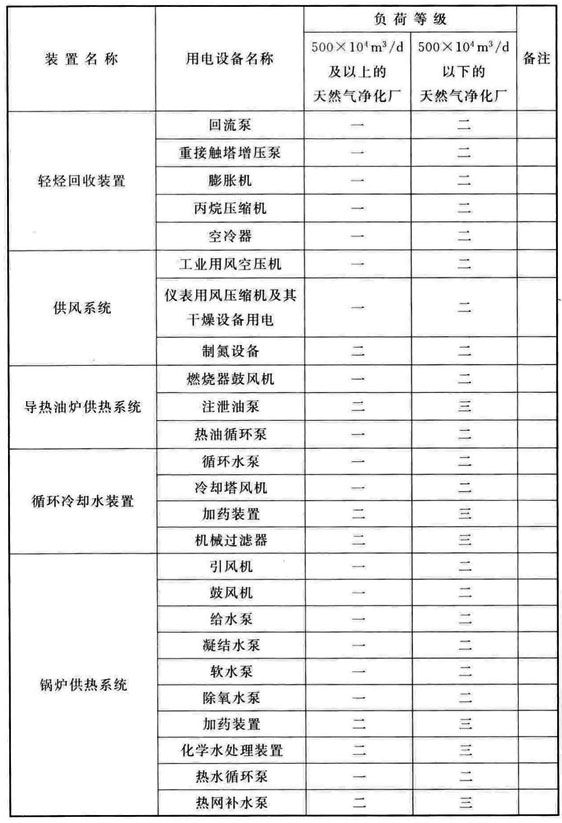 装置名称 用电设备名称 负荷等级 备注
500×10⁴m³/d 500×10⁴m³/d
及以上的 以下的
天然气净化厂 天然气净化厂
轻烃回收装置 回流泵 一 二
重接触塔增压泵 一 二
膨胀机 一 二
丙烷压缩机 一 二
空冷器 一 二
供风系统 工业用风空压机 一 二
仪表用风压缩机及其
干燥设备用电 一 二
制氮设备 二 二
导热油炉供热系统 燃烧器鼓风机 一 二
注泄油泵 二 三
热油循环泵 一 二
循环冷却水装置 循环水泵 一 二
冷却塔风机 一 二
加药装置 二 三
机械过滤器 二 三
锅炉供热系统 引风机 一 二
鼓风机 一 二
给水泵 一 二
凝结水泵 一 二
软水泵 一 二
除氧水泵 一 二
加药装置 二 三
化学水处理装置 二 三
热水循环泵 一 二
热网补水泵 二 三